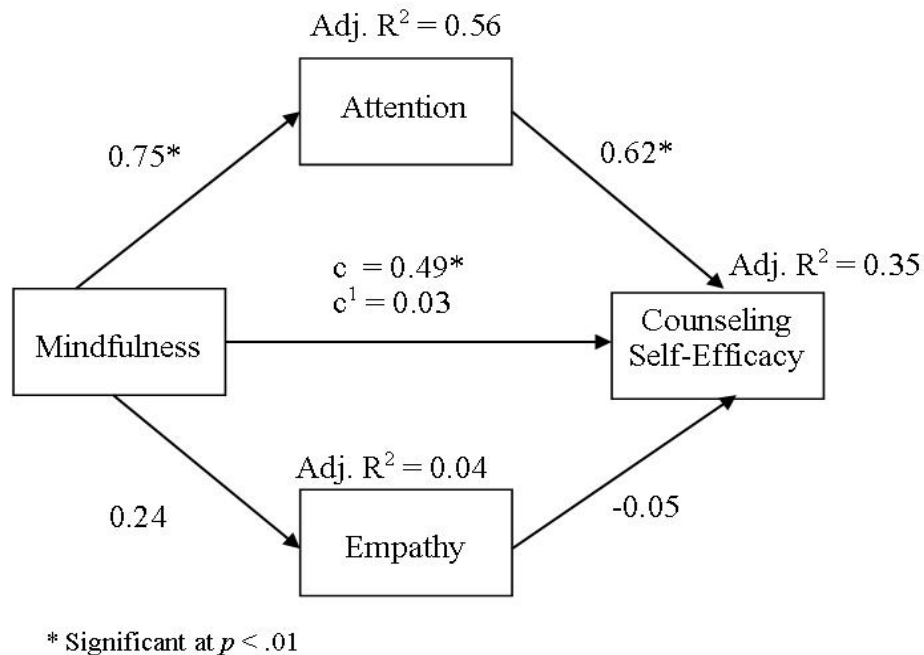 Adj. R² = 0.56
Attention
0.75*
0.62*
c = 0.49*
c¹ = 0.03
Adj. R² = 0.35
Mindfulness
Counseling
Self-Efficacy
Adj. R² = 0.04
0.24
-0.05
Empathy
* Significant at p < .01